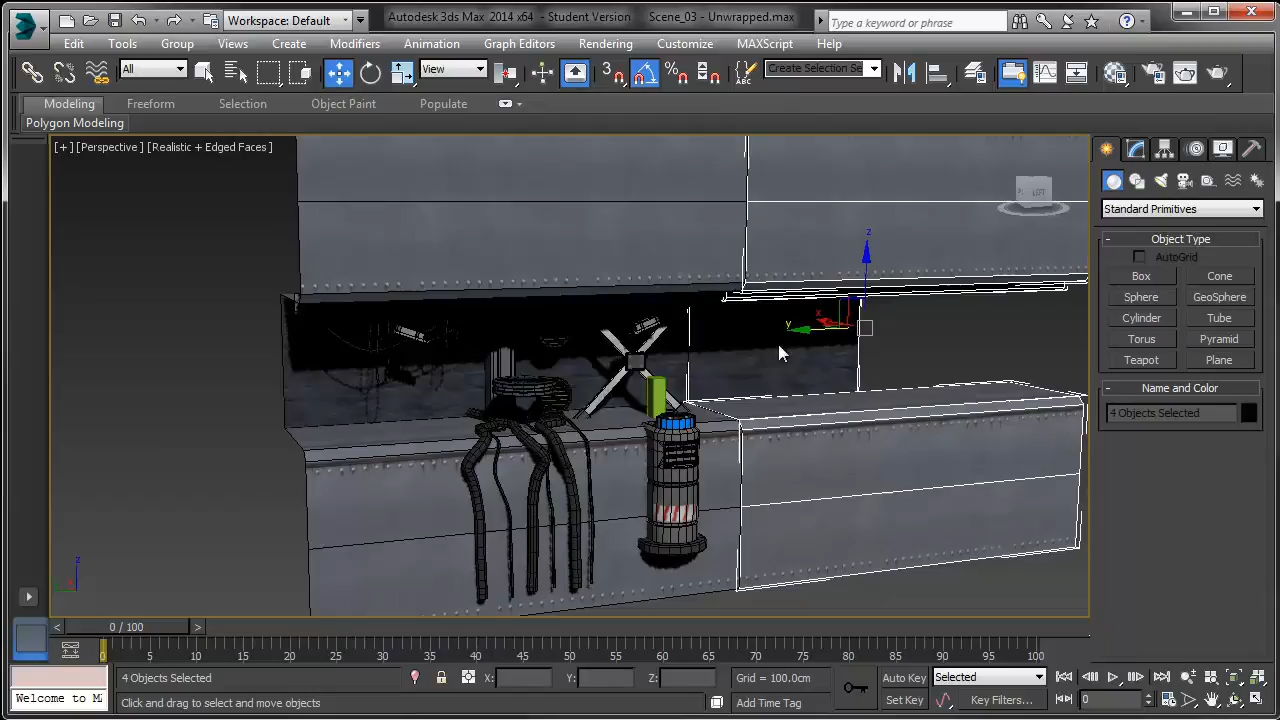 Workspace: Default
Autodesk 3ds Max 2014 x64 - Student Version Scene_03 - Unwrapped.max
Type a keyword or phrase
Edit Tools Group Views Create Modifiers Animation Graph Editors Rendering Customize MAXScript Help
All View 3 ABC Create Selection Se
Modeling Freeform Selection Object Paint Populate
Polygon Modeling
[+] [Perspective] [Realistic + Edged Faces]
LEFT
Standard Primitives
- Object Type
AutoGrid
Box Cone
Sphere GeoSphere
Cylinder Tube
Torus Pyramid
Teapot Plane
- Name and Color
4 Objects Selected
z
x
y
z
< 0 / 100 >
0 5 10 15 20 25 30 35 40 45 50 55 60 65 70 75 80 85 90 95 100
4 Objects Selected X: Y: Z: Grid = 100.0cm Auto Key Selected
Welcome to M Click and drag to select and move objects Add Time Tag Set Key Key Filters... 0